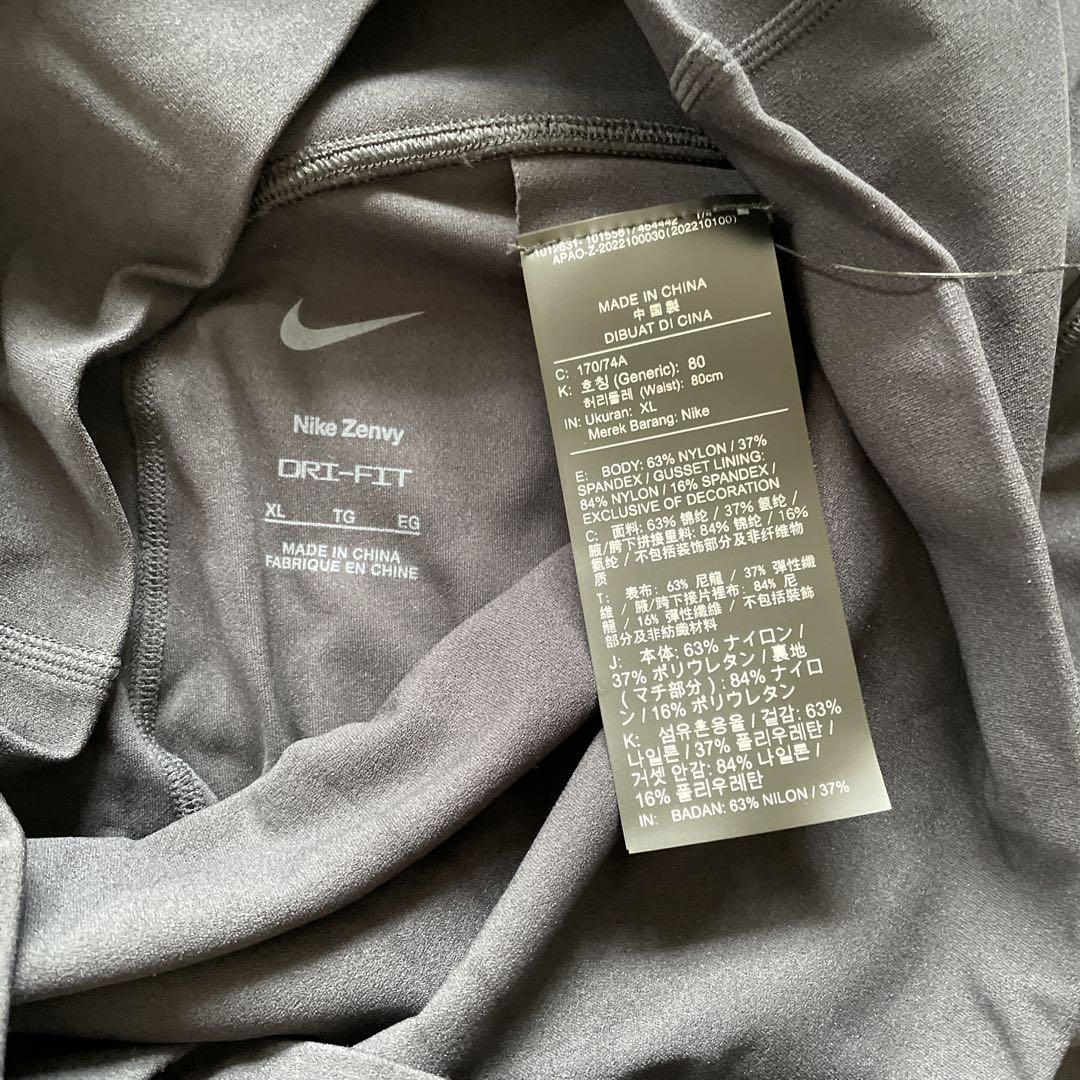 Nike Zenvy
DRI-FIT
XL TG EG
MADE IN CHINA
FABRIQUE EN CHINE
APAO-Z-2022100030(202210100)
MADE IN CHINA
中国製
DIBUAT DI CINA
C: 170/74A
K: 호칭 (Generic): 80
허리둘레 (Waist): 80cm
IN: Ukuran: XL
Merek Barang: Nike
E: BODY: 63% NYLON / 37%
SPANDEX / GUSSET LINING:
84% NYLON / 16% SPANDEX /
EXCLUSIVE OF DECORATION
C: 面料: 63% 锦纶 / 37% 氨纶 /
腋/胯下拼接里料: 84% 锦纶 / 16%
氨纶 / 不包括装饰部分及非纤维物
质
T: 表布: 63% 尼龍 / 37% 彈性纖
維 / 腋/胯下接片裡布: 84% 尼
龍 / 16% 彈性纖維 / 不包括裝飾
部分及非紡織材料
J: 本体: 63% ナイロン /
37% ポリウレタン / 裏地
(マチ部分): 84% ナイロ
ン / 16% ポリウレタン
K: 섬유혼용율 / 겉감: 63%
나일론 / 37% 폴리우레탄 /
거셋 안감: 84% 나일론 /
16% 폴리우레탄
IN: BADAN: 63% NILON / 37%